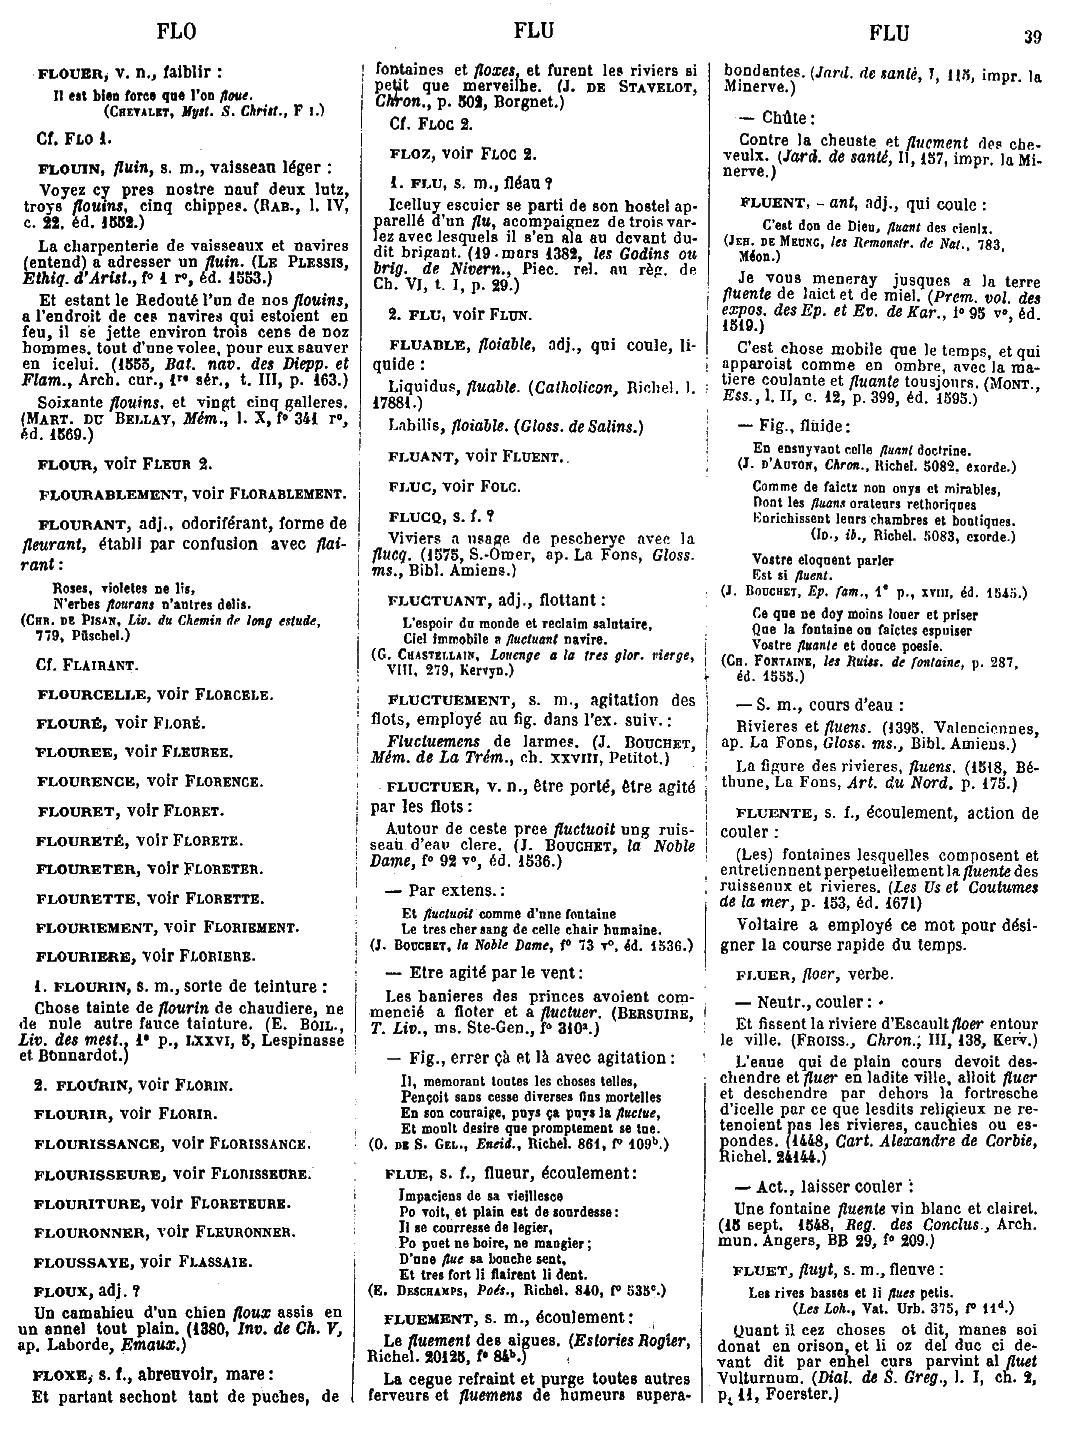 FLO
FLU
FLU
39
FLOUER, v. n., faiblir :
Il est bien force que l'on floue.
(CHEVALET, Myst. S. Christ., F 1.)
Cf. FLO 1.
FLOUIN, fluin, s. m., vaisseau léger :
Voyez cy pres nostre nauf deux lutz,
troys flouins, cinq chippes. (RAB., l. IV,
c. 22, éd. 1552.)
La charpenterie de vaisseaux et navires
(entend) a adresser un fluin. (LE PLESSIS,
Ethiq. d'Arist., f° 1 r°, éd. 1553.)
Et estant le Redouté l'un de nos flouins,
a l'endroit de ces navires qui estoient en
feu, il se jette environ trois cens de noz
hommes, tout d'une volee, pour eux sauver
en icelui. (1555, Bat. nav. des Diepp. et
Flam., Arch. cur., 1re sér., t. III, p. 163.)
Soixante flouins, et vingt cinq galleres.
(MART. DU BELLAY, Mém., l. X, f° 341 r°,
éd. 1569.)
FLOUR, voir FLEUR 2.
FLOURABLEMENT, voir FLORABLEMENT.
FLOURANT, adj., odoriférant, forme de
fleurant, établi par confusion avec flai-
rant :
Roses, violetes ne lis,
N'erbes flourans n'autres delis.
(CHR. DE PISAN, Liv. du Chemin de long estude,
779, Püschel.)
Cf. FLAIRANT.
FLOURCELLE, voir FLORCELE.
FLOURÉ, voir FLORÉ.
FLOUREE, voir FLEUREE.
FLOURENCE, voir FLORENCE.
FLOURET, voir FLORET.
FLOURETÉ, voir FLORETE.
FLOURETER, voir FLORETER.
FLOURETTE, voir FLORETTE.
FLOURIEMENT, voir FLORIEMENT.
FLOURIERE, voir FLORIERE.
1. FLOURIN, s. m., sorte de teinture :
Chose tainte de flourin de chaudiere, ne
de nule autre fauce tainture. (E. BOIL.,
Liv. des mest., 1e p., LXXVI, 5, Lespinasse
et Bonnardot.)
2. FLOURIN, voir FLORIN.
FLOURIR, voir FLORIR.
FLOURISSANCE, voir FLORISSANCE.
FLOURISSEURE, voir FLORISSEURE.
FLOURITURE, voir FLORETEURE.
FLOURONNER, voir FLEURONNER.
FLOUSSAYE, voir FLASSAIE.
FLOUX, adj. ?
Un camahieu d'un chien floux assis en
un annel tout plain. (1380, Inv. de Ch. V,
ap. Laborde, Emaux.)
FLOXE, s. f., abreuvoir, mare :
Et partant sechont tant de puches, de
fontaines et floxes, et furent les riviers si
petit que merveilhe. (J. DE STAVELOT,
Chron., p. 502, Borgnet.)
Cf. FLOC 2.
FLOZ, voir FLOC 2.
1. FLU, s. m., fléau ?
Icelluy escuier se parti de son hostel ap-
parellé d'un flu, acompaignez de trois var-
lez avec lesquels il s'en ala au devant du-
dit brigant. (19 mars 1382, les Godins ou
brig. de Nivern., Piec. rel. au règ. de
Ch. VI, t. I, p. 29.)
2. FLU, voir FLUN.
FLUABLE, floiable, adj., qui coule, li-
quide :
Liquidus, fluable. (Catholicon, Richel. l.
17881.)
Labilis, floiable. (Gloss. de Salins.)
FLUANT, voir FLUENT.
FLUC, voir FOLC.
FLUCQ, s. f. ?
Viviers a usage de pescherye avec la
flucq. (1575, S.-Omer, ap. La Fons, Gloss.
ms., Bibl. Amiens.)
FLUCTUANT, adj., flottant :
L'espoir du monde et reclaim salutaire,
Ciel immobile a fluctuant navire.
(G. CHASTELLAIN, Louenge a la tres glor. vierge,
VIII, 279, Kervyn.)
FLUCTUEMENT, s. m., agitation des
flots, employé au fig. dans l'ex. suiv. :
Fluctuemens de larmes. (J. BOUCHET,
Mém. de La Trém., ch. XXVIII, Petitot.)
FLUCTUER, v. n., être porté, être agité
par les flots :
Autour de ceste pree fluctuoit ung ruis-
seau d'eau clere. (J. BOUCHET, la Noble
Dame, f° 92 v°, éd. 1536.)
— Par extens. :
Et fluctuoit comme d'une fontaine
Le tres cher sang de celle chair humaine.
(J. BOUCHET, la Noble Dame, f° 73 v°, éd. 1536.)
— Etre agité par le vent :
Les banieres des princes avoient com-
mencié a floter et a fluctuer. (BERSUIRE,
T. Liv., ms. Ste-Gen., f° 310a.)
— Fig., errer çà et là avec agitation :
Il, memorant toutes les choses telles,
Pençoit sans cesse diverses fins mortelles
En son couraige, puys ça puys la fluctue,
Et moult desire que promptement se tue.
(O. DE S. GEL., Eneid., Richel. 861, f° 109b.)
FLUE, s. f., flueur, écoulement :
Impaciens de sa vieillesce
Po voit, et plain est de sourdesse :
Il se courresse de legier,
Po puet ne boire, ne mangier ;
D'une flue sa bouche sent,
Et tres fort li flairent li dent.
(E. DESCHAMPS, Poés., Richel. 840, f° 535c.)
FLUEMENT, s. m., écoulement :
Le fluement des aigues. (Estories Rogier,
Richel. 20125, f° 84b.)
La cegue refraint et purge toutes autres
ferveurs et fluemens de humeurs supera-
bondantes. (Jard. de santé, I, 115, impr. la
Minerve.)
— Chûte :
Contre la cheuste et fluement des che-
veulx. (Jard. de santé, II, 157, impr. la Mi-
nerve.)
FLUENT, - ant, adj., qui coule :
C'est don de Dieu, fluant des cienlx.
(JEH. DE MEUNG, les Remonstr. de Nat., 783,
Méon.)
Je vous meneray jusques a la terre
fluente de laict et de miel. (Prem. vol. des
expos. des Ep. et Ev. de Kar., f° 95 v°, éd.
1519.)
C'est chose mobile que le temps, et qui
apparoist comme en ombre, avec la ma-
tiere coulante et fluante tousjours. (MONT.,
Ess., l. II, c. 12, p. 399, éd. 1595.)
— Fig., fluide :
En ensuyvant celle fluant doctrine.
(J. D'AUTON, Chron., Richel. 5082, exorde.)
Comme de faictz non onys et mirables,
Dont les fluans orateurs rethoriques
Enrichissent leurs chambres et boutiques.
(ID., ib., Richel. 5083, exorde.)
Vostre eloquent parler
Est si fluent.
(J. BOUCHET, Ep. fam., 1e p., XVIII, éd. 1545.)
Ce que ne doy moins louer et priser
Que la fontaine ou faictes espuiser
Vostre fluante et douce poesie.
(CH. FONTAINE, les Ruiss. de fontaine, p. 287,
éd. 1555.)
— S. m., cours d'eau :
Rivieres et fluens. (1395, Valenciennes,
ap. La Fons, Gloss. ms., Bibl. Amiens.)
La figure des rivieres, fluens. (1518, Bé-
thune, La Fons, Art. du Nord, p. 175.)
FLUENTE, s. f., écoulement, action de
couler :
(Les) fontaines lesquelles composent et
entretiennent perpetuellement la fluente des
ruisseaux et rivieres. (Les Us et Coutumes
de la mer, p. 153, éd. 1671)
Voltaire a employé ce mot pour dési-
gner la course rapide du temps.
FLUER, floer, verbe.
— Neutr., couler :
Et fissent la riviere d'Escault floer entour
le ville. (FROISS., Chron., III, 138, Kerv.)
L'eaue qui de plain cours devoit des-
chendre et fluer en ladite ville, alloit fluer
et deschendre par dehors la fortresche
d'icelle par ce que lesdits religieux ne re-
tenoient pas les rivieres, cauchies ou es-
pondes. (1448, Cart. Alexandre de Corbie,
Richel. 24144.)
— Act., laisser couler :
Une fontaine fluente vin blanc et clairet.
(15 sept. 1548, Reg. des Conclus., Arch.
mun. Angers, BB 29, f° 209.)
FLUET, fluyt, s. m., fleuve :
Les rives basses et li flues petis.
(Les Loh., Vat. Urb. 375, f° 11d.)
Quant il cez choses ot dit, manes soi
donat en orison, et li oz del duc ci de-
vant dit par enhel curs parvint al fluet
Vulturnum. (Dial. de S. Greg., l. I, ch. 2,
p. 11, Foerster.)